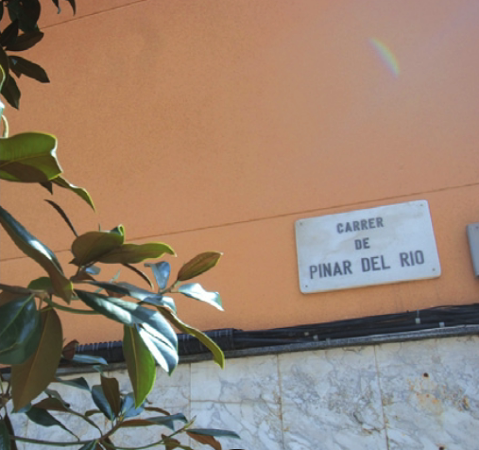 CARRER
DE
PINAR DEL RIO